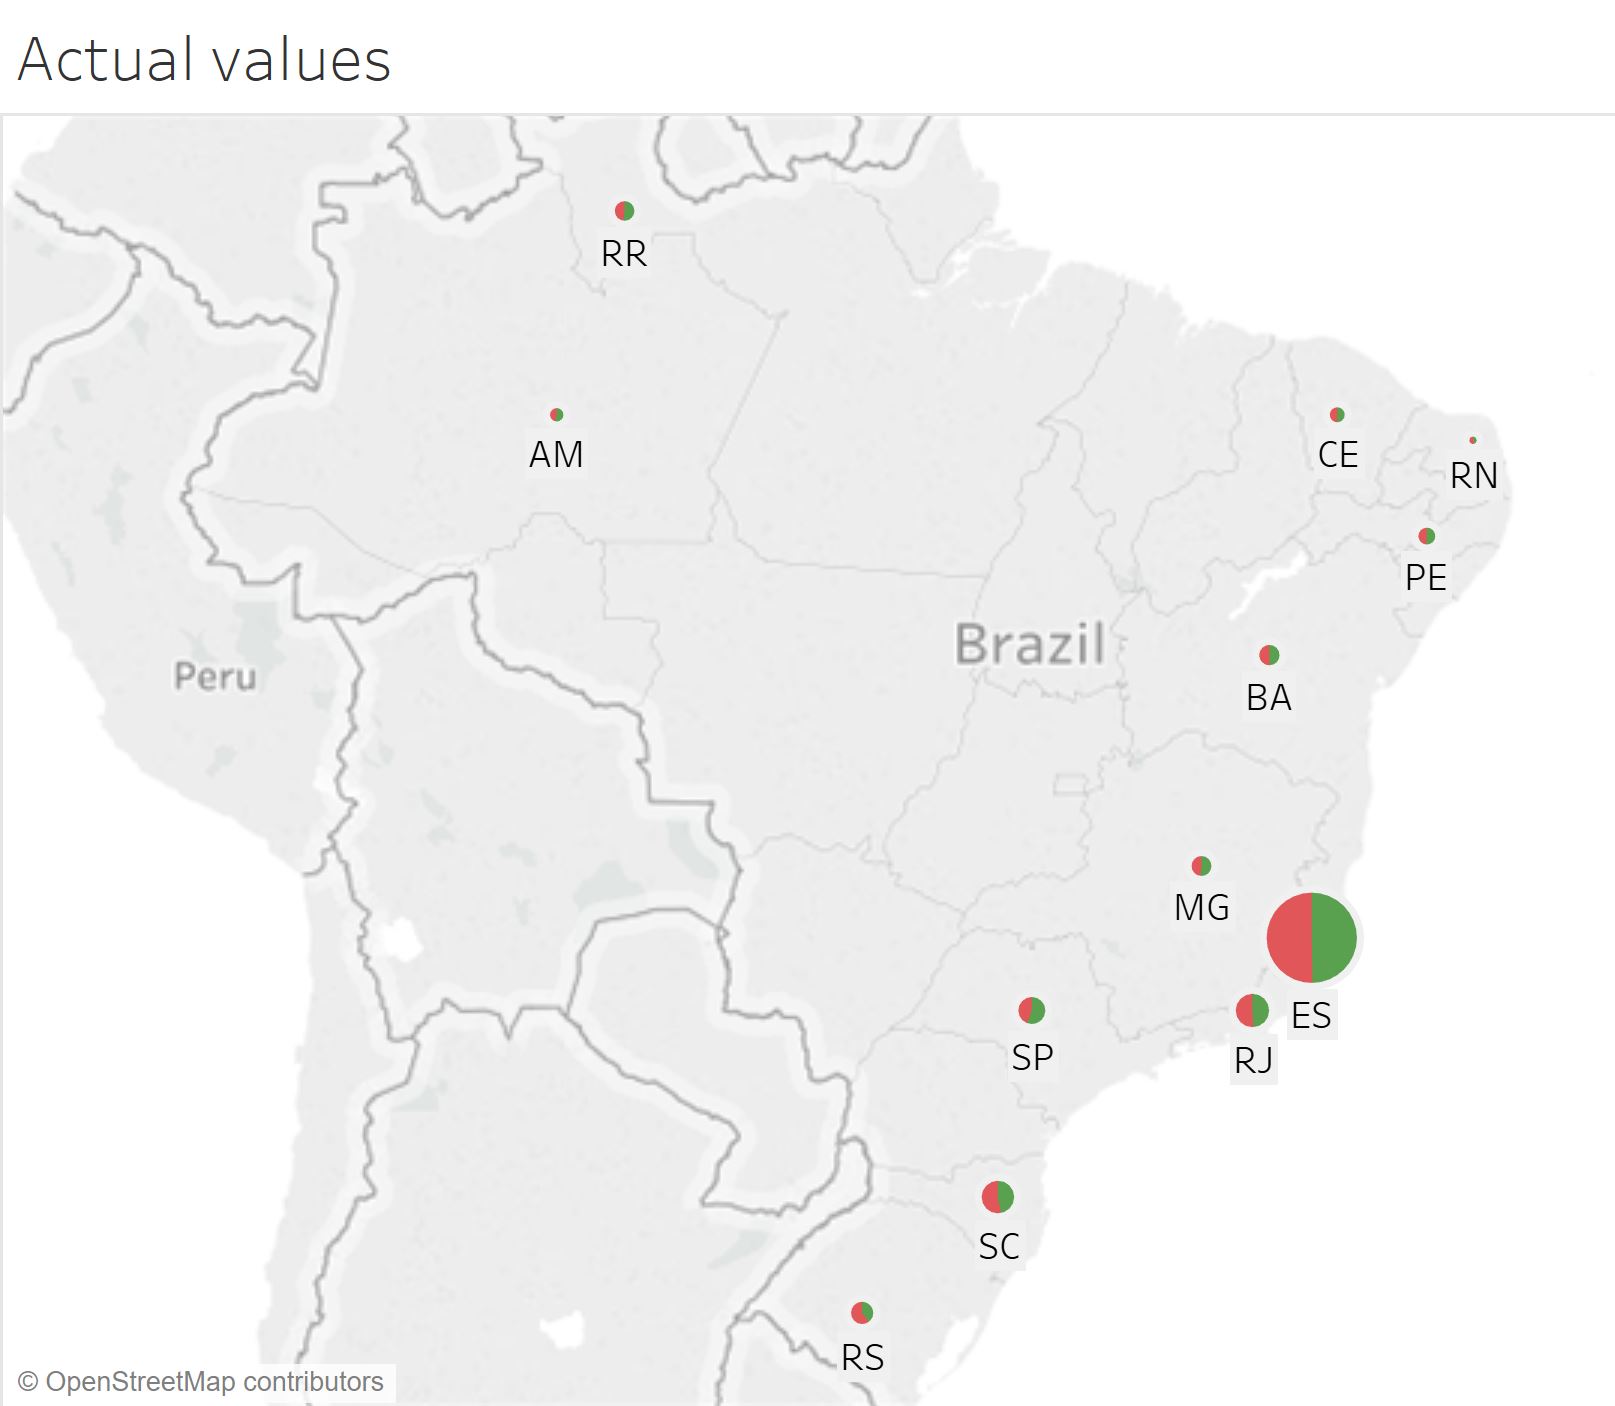 Actual values
RR
AM
CE
RN
PE
Brazil
Peru
BA
MG
ES
SP
RJ
SC
RS
© OpenStreetMap contributors